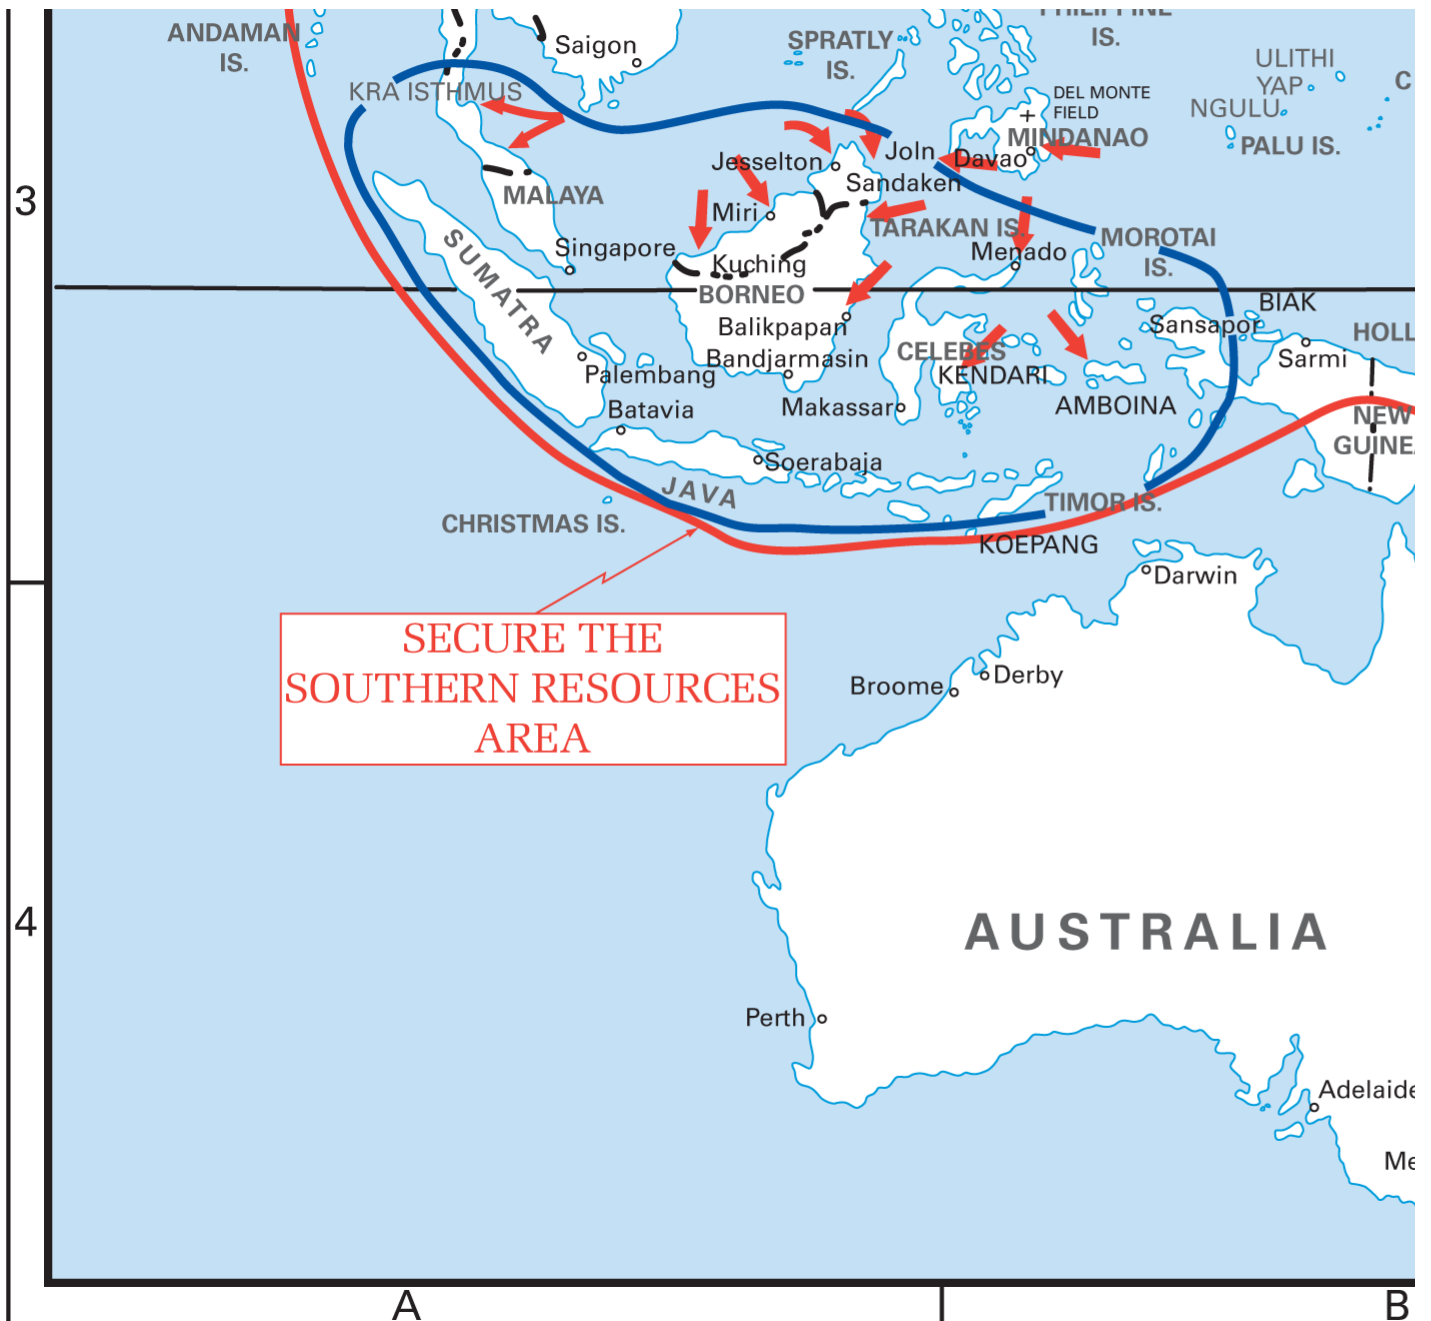 PHILIPPINE
IS.
ANDAMAN
IS.
Saigon
SPRATLY
IS.
ULITHI
YAP
C
KRA ISTHMUS
DEL MONTE
FIELD
NGULU
MINDANAO
PALU IS.
Joln
Davao
Jesselton
Sandaken
3
MALAYA
Miri
TARAKAN IS.
MOROTAI
IS.
Singapore
Menado
SUMATRA
Kuching
BORNEO
BIAK
Balikpapan
Sansapor
HOLL
CELEBES
Bandjarmasin
Sarmi
Palembang
KENDARI
Batavia
Makassar
AMBOINA
NEW
GUINEA
Soerabaja
JAVA
TIMOR IS.
CHRISTMAS IS.
KOEPANG
Darwin
SECURE THE
SOUTHERN RESOURCES
AREA
Broome
Derby
4
AUSTRALIA
Perth
Adelaide
Me
A
B